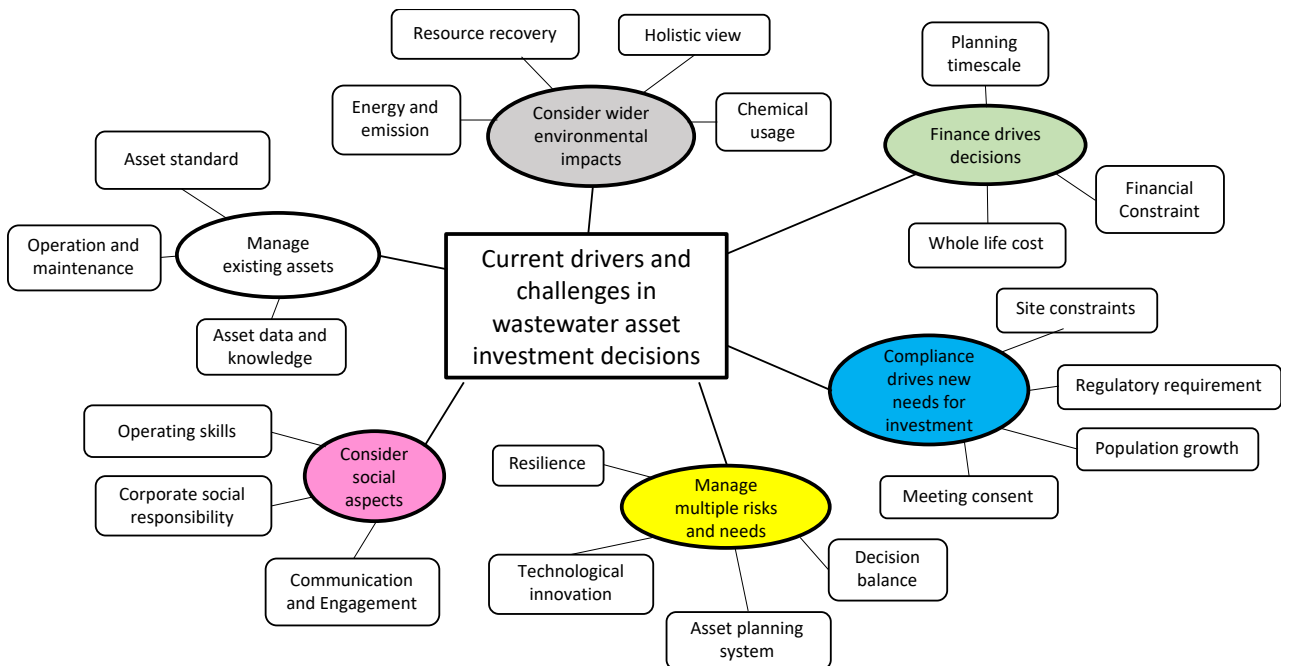 Resource recovery
Holistic view
Planning
timescale
Energy and
emission
Consider wider
environmental
impacts
Chemical
usage
Finance drives
decisions
Asset standard
Financial
Constraint
Operation and
maintenance
Manage
existing assets
Whole life cost
Current drivers and
challenges in
wastewater asset
investment decisions
Asset data and
knowledge
Site constraints
Compliance
drives new
needs for
investment
Regulatory requirement
Operating skills
Population growth
Consider
social
aspects
Resilience
Corporate social
responsibility
Manage
multiple risks
and needs
Meeting consent
Communication
and Engagement
Technological
innovation
Decision
balance
Asset planning
system